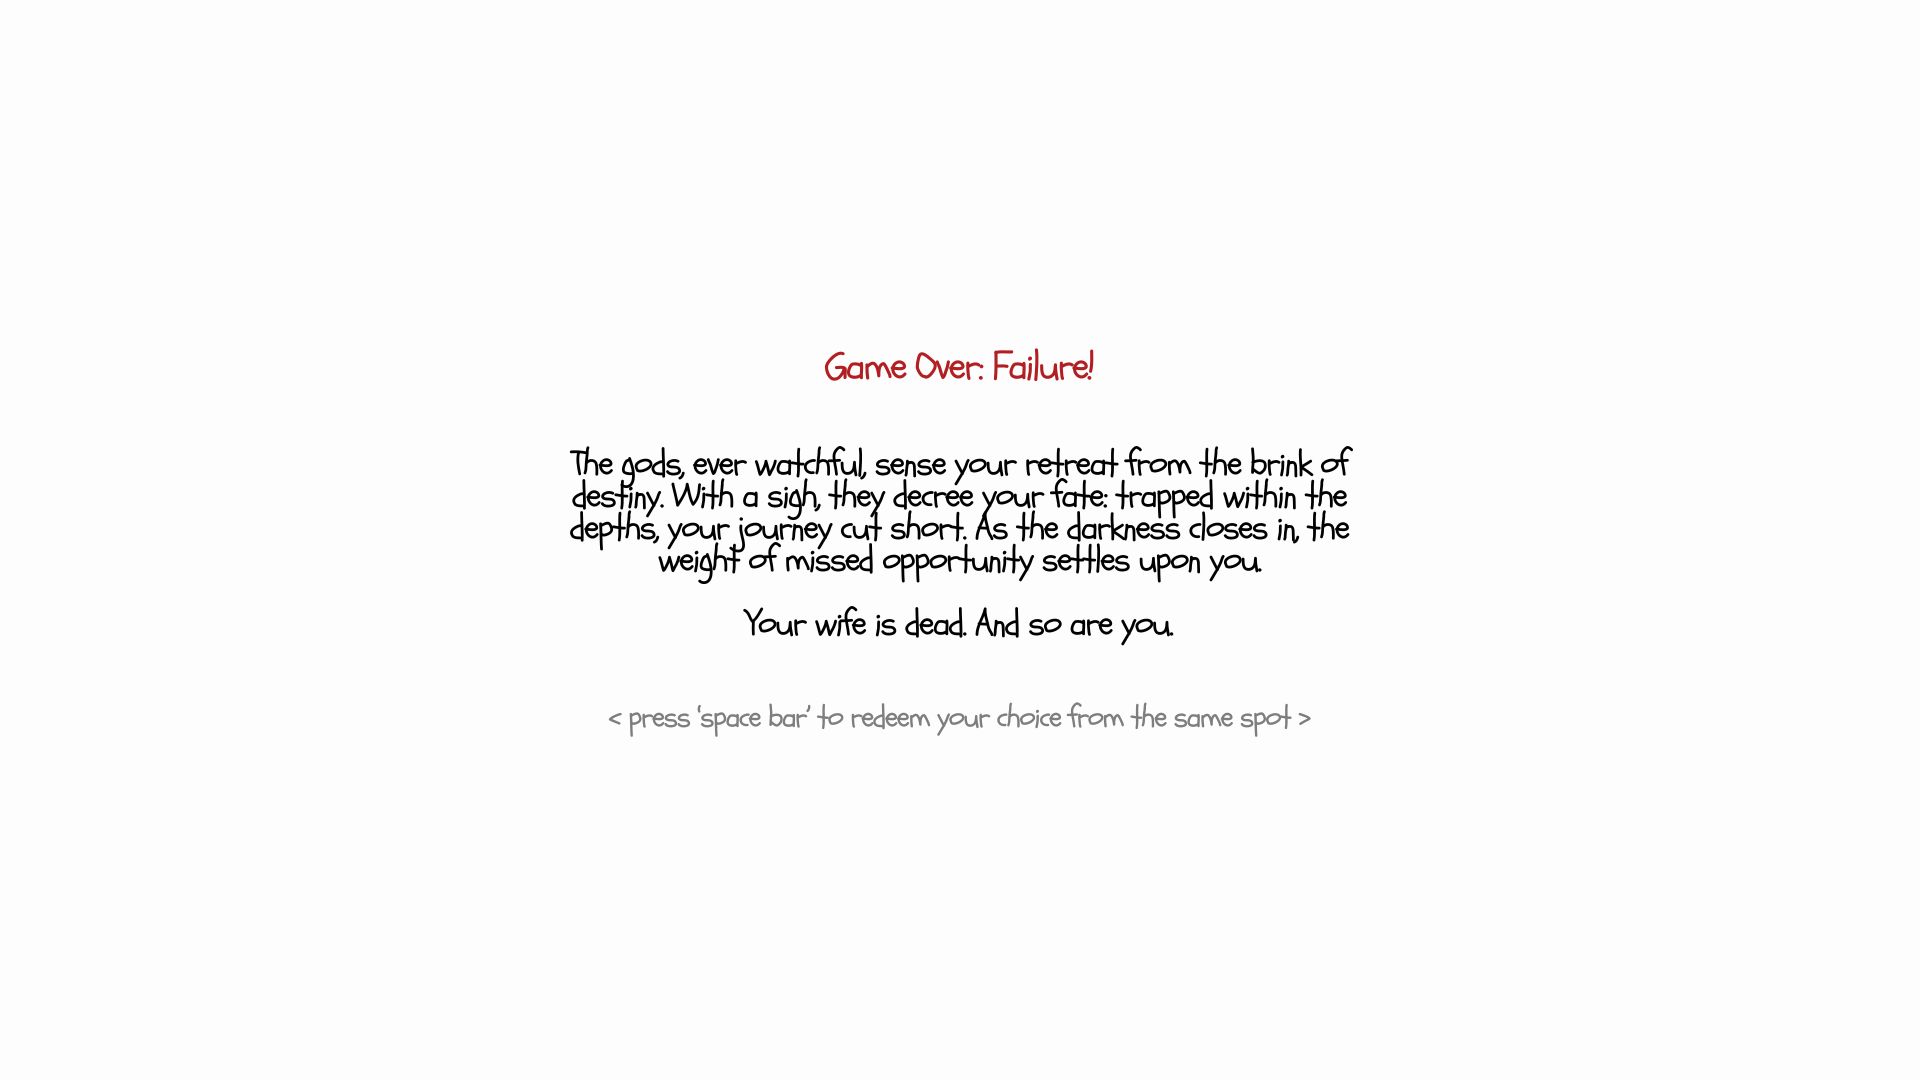 Game Over: Failure!
The gods, ever watchful, sense your retreat from the brink of
destiny. With a sigh, they decree your fate: trapped within the
depths, your journey cut short. As the darkness closes in, the
weight of missed opportunity settles upon you.
Your wife is dead. And so are you.
< press 'space bar' to redeem your choice from the same spot >